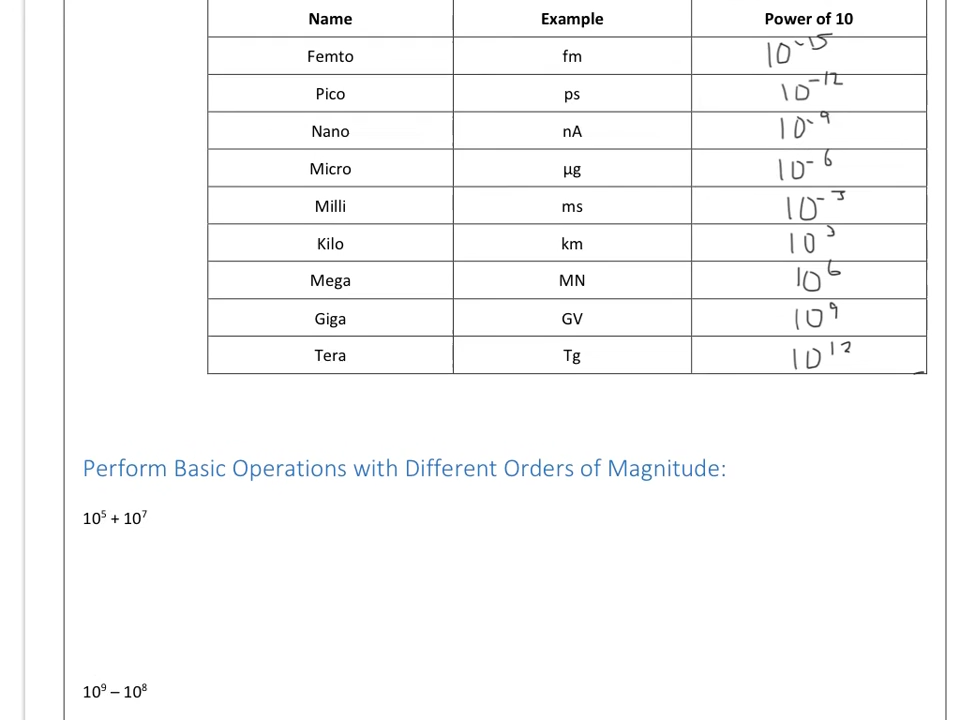 Name Example Power of 10
Femto fm 10⁻¹⁵
Pico ps 10⁻¹²
Nano nA 10⁻⁹
Micro µg 10⁻⁶
Milli ms 10⁻³
Kilo km 10³
Mega MN 10⁶
Giga GV 10⁹
Tera Tg 10¹²
Perform Basic Operations with Different Orders of Magnitude:
10⁵ + 10⁷
10⁹ – 10⁸